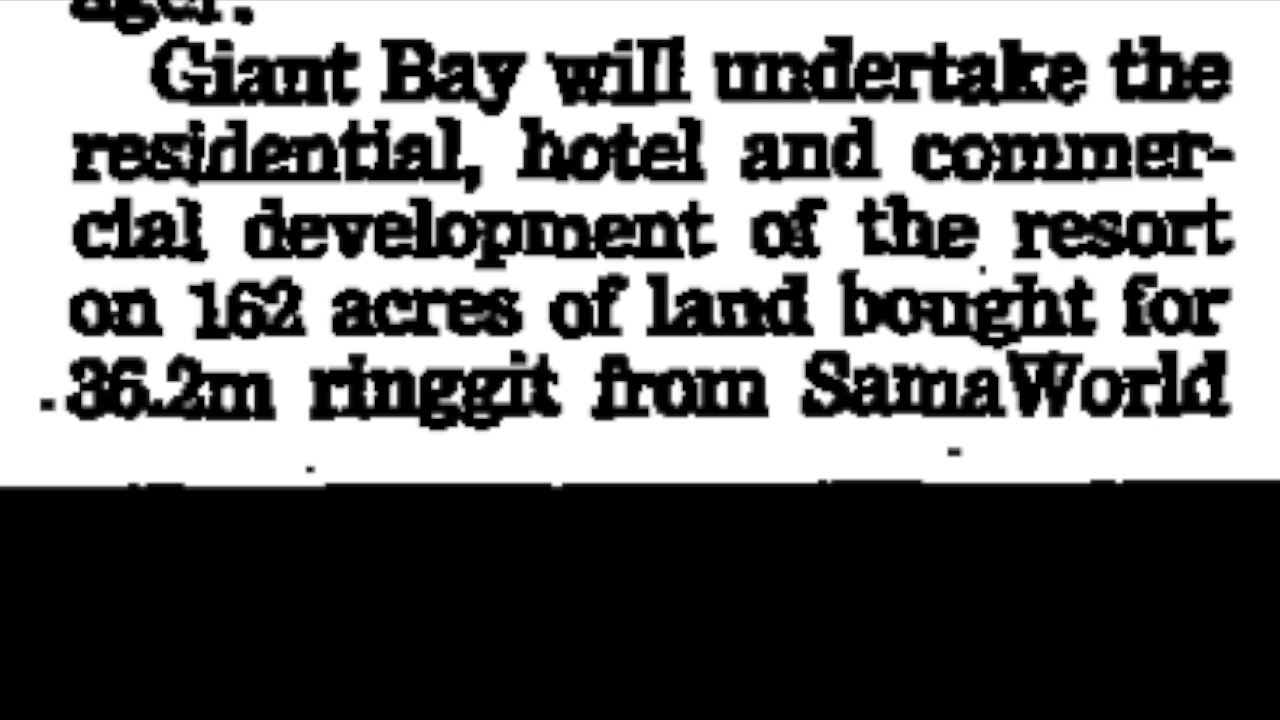 Giant Bay will undertake the
residential, hotel and commer-
cial development of the resort
on 162 acres of land bought for
36.2m ringgit from SamaWorld